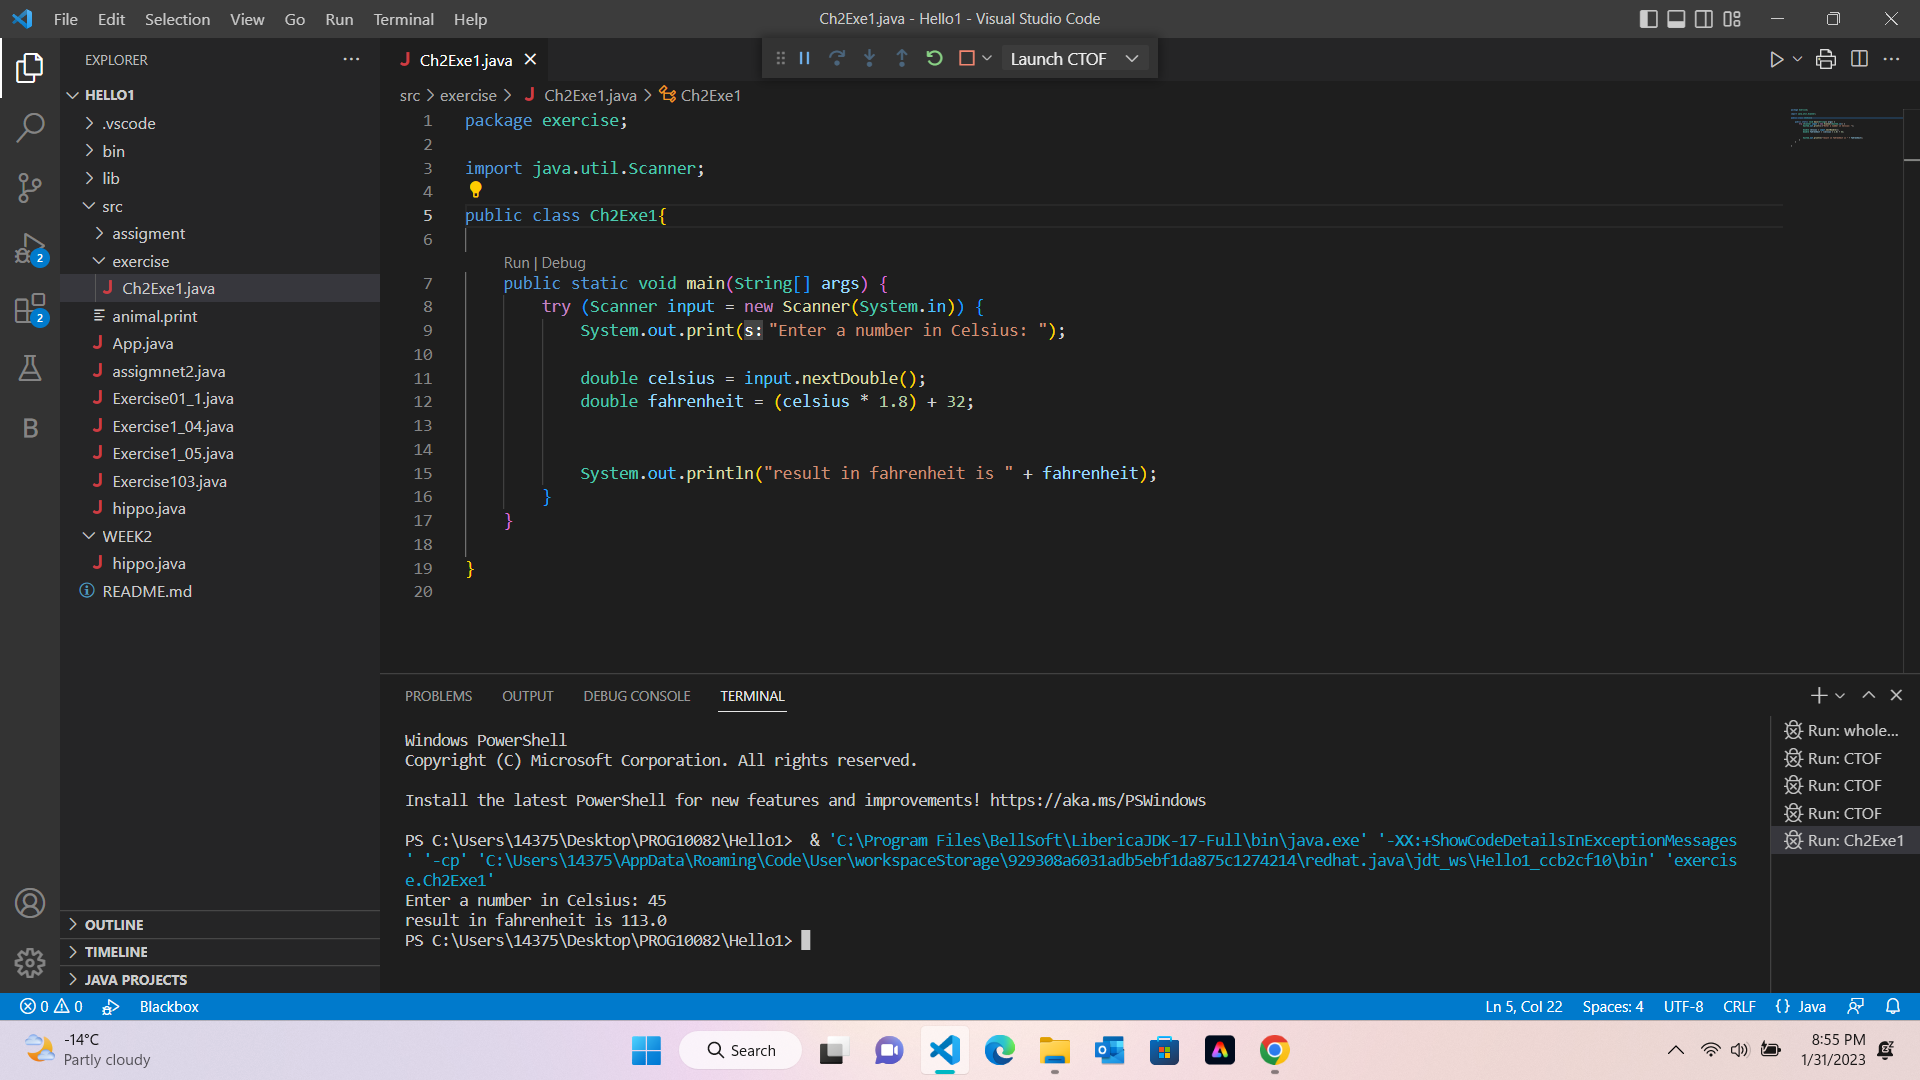 File Edit Selection View Go Run Terminal Help
Ch2Exe1.java - Hello1 - Visual Studio Code
EXPLORER
HELLO1
.vscode
bin
lib
src
assigment
exercise
Ch2Exe1.java
animal.print
App.java
assigmnet2.java
Exercise01_1.java
Exercise1_04.java
Exercise1_05.java
Exercise103.java
hippo.java
WEEK2
hippo.java
README.md
OUTLINE
TIMELINE
JAVA PROJECTS
2
2
B
Ch2Exe1.java
Launch CTOF
src > exercise > Ch2Exe1.java > Ch2Exe1
1 package exercise;
2
3 import java.util.Scanner;
4
5 public class Ch2Exe1{
6
Run | Debug
7 public static void main(String[] args) {
8 try (Scanner input = new Scanner(System.in)) {
9 System.out.print(s: "Enter a number in Celsius: ");
10
11 double celsius = input.nextDouble();
12 double fahrenheit = (celsius * 1.8) + 32;
13
14
15 System.out.println("result in fahrenheit is " + fahrenheit);
16 }
17 }
18
19 }
20
PROBLEMS OUTPUT DEBUG CONSOLE TERMINAL
Windows PowerShell
Copyright (C) Microsoft Corporation. All rights reserved.
Install the latest PowerShell for new features and improvements! https://aka.ms/PSWindows
PS C:\Users\14375\Desktop\PROG10082\Hello1>  & 'C:\Program Files\BellSoft\LibericaJDK-17-Full\bin\java.exe' '-XX:+ShowCodeDetailsInExceptionMessages
' '-cp' 'C:\Users\14375\AppData\Roaming\Code\User\workspaceStorage\929308a6031adb5ebf1da875c1274214\redhat.java\jdt_ws\Hello1_ccb2cf10\bin' 'exercis
e.Ch2Exe1'
Enter a number in Celsius: 45
result in fahrenheit is 113.0
PS C:\Users\14375\Desktop\PROG10082\Hello1>
Run: whole...
Run: CTOF
Run: CTOF
Run: CTOF
Run: Ch2Exe1
0 0 Blackbox
Ln 5, Col 22 Spaces: 4 UTF-8 CRLF {} Java
-14°C
Partly cloudy
Search
8:55 PM
1/31/2023